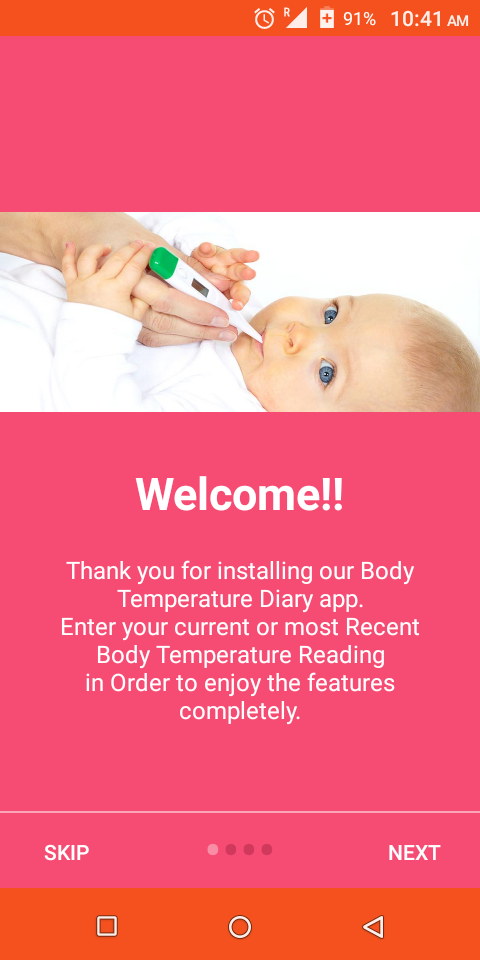 R 91% 10:41 AM
Welcome!!
Thank you for installing our Body
Temperature Diary app.
Enter your current or most Recent
Body Temperature Reading
in Order to enjoy the features
completely.
SKIP NEXT